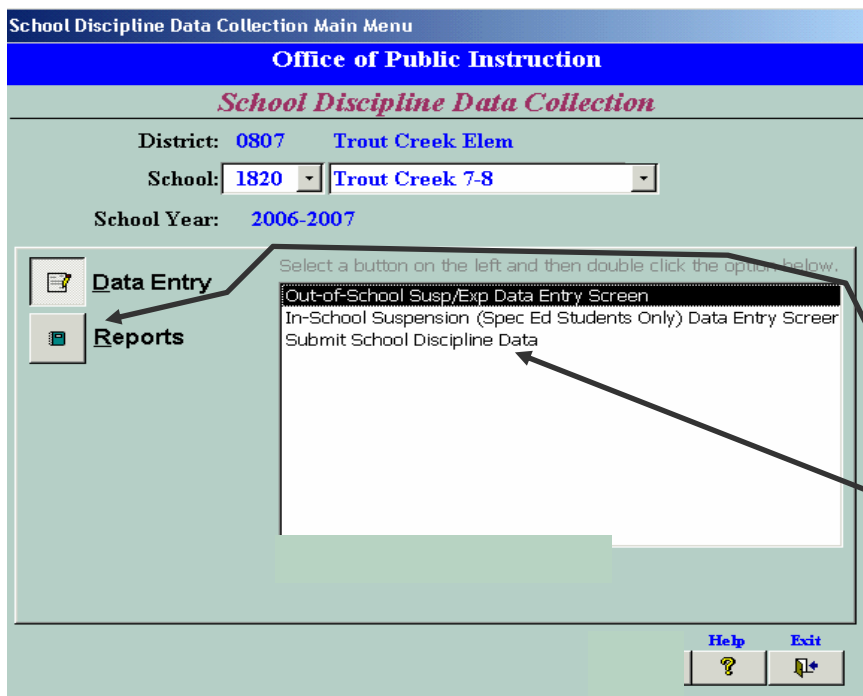 School Discipline Data Collection Main Menu
Office of Public Instruction
School Discipline Data Collection
District: 0807 Trout Creek Elem
School: 1820 Trout Creek 7-8
School Year: 2006-2007
Data Entry
Reports
Select a button on the left and then double click the option below.
Out-of-School Susp/Exp Data Entry Screen
In-School Suspension (Spec Ed Students Only) Data Entry Screer
Submit School Discipline Data
Help Exit